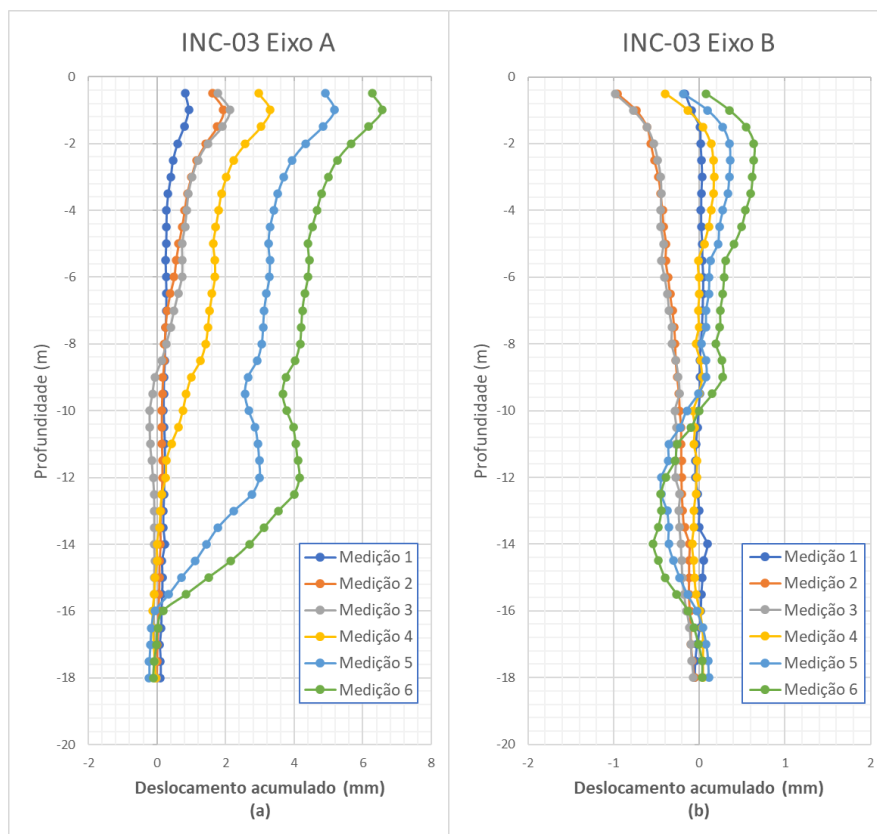 INC-03 Eixo A
0
-2
-4
-6
-8
-10
-12
-14
-16
-18
-20
Profundidade (m)
Medição 1
Medição 2
Medição 3
Medição 4
Medição 5
Medição 6
-2 0 2 4 6 8
Deslocamento acumulado (mm)
(a)
INC-03 Eixo B
0
-2
-4
-6
-8
-10
-12
-14
-16
-18
-20
Profundidade (m)
Medição 1
Medição 2
Medição 3
Medição 4
Medição 5
Medição 6
-2 -1 0 1 2
Deslocamento acumulado (mm)
(b)